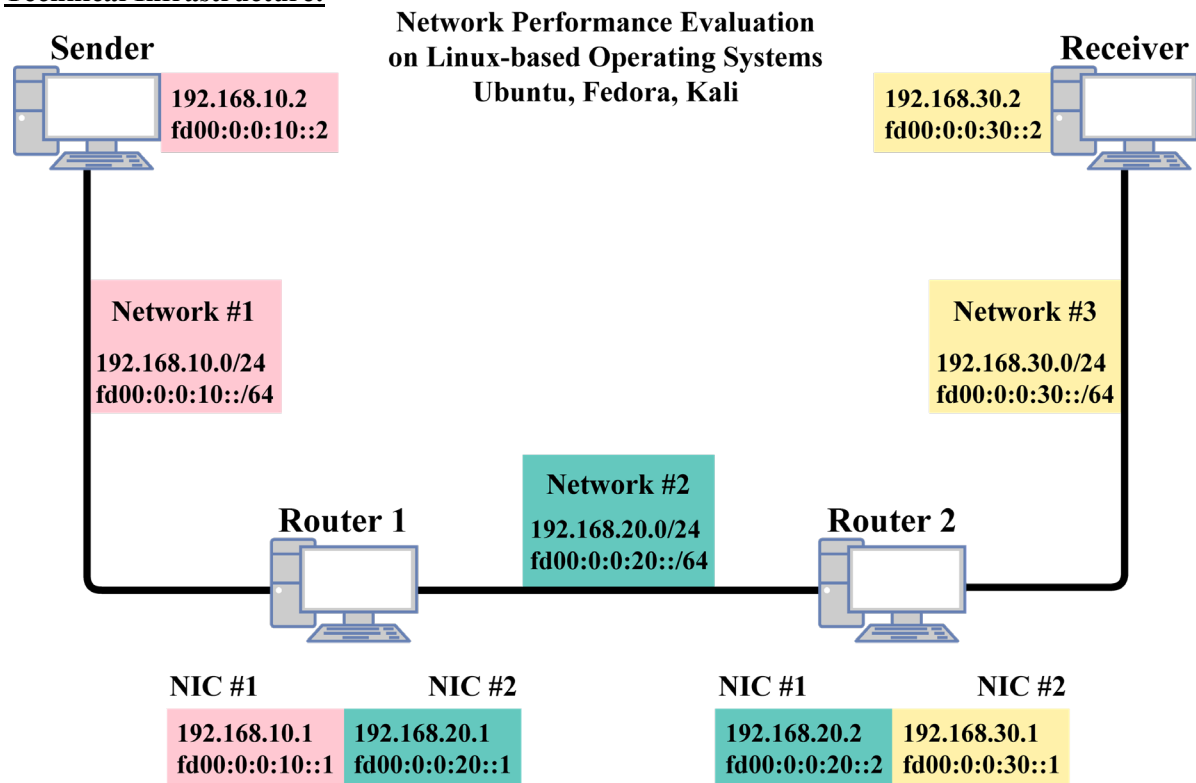 Technical Infrastructure:
Network Performance Evaluation
on Linux-based Operating Systems
Ubuntu, Fedora, Kali
Sender
192.168.10.2
fd00:0:0:10::2
Receiver
192.168.30.2
fd00:0:0:30::2
Network #1
192.168.10.0/24
fd00:0:0:10::/64
Network #3
192.168.30.0/24
fd00:0:0:30::/64
Network #2
192.168.20.0/24
fd00:0:0:20::/64
Router 1
Router 2
NIC #1
NIC #2
192.168.10.1
fd00:0:0:10::1
192.168.20.1
fd00:0:0:20::1
NIC #1
NIC #2
192.168.20.2
fd00:0:0:20::2
192.168.30.1
fd00:0:0:30::1